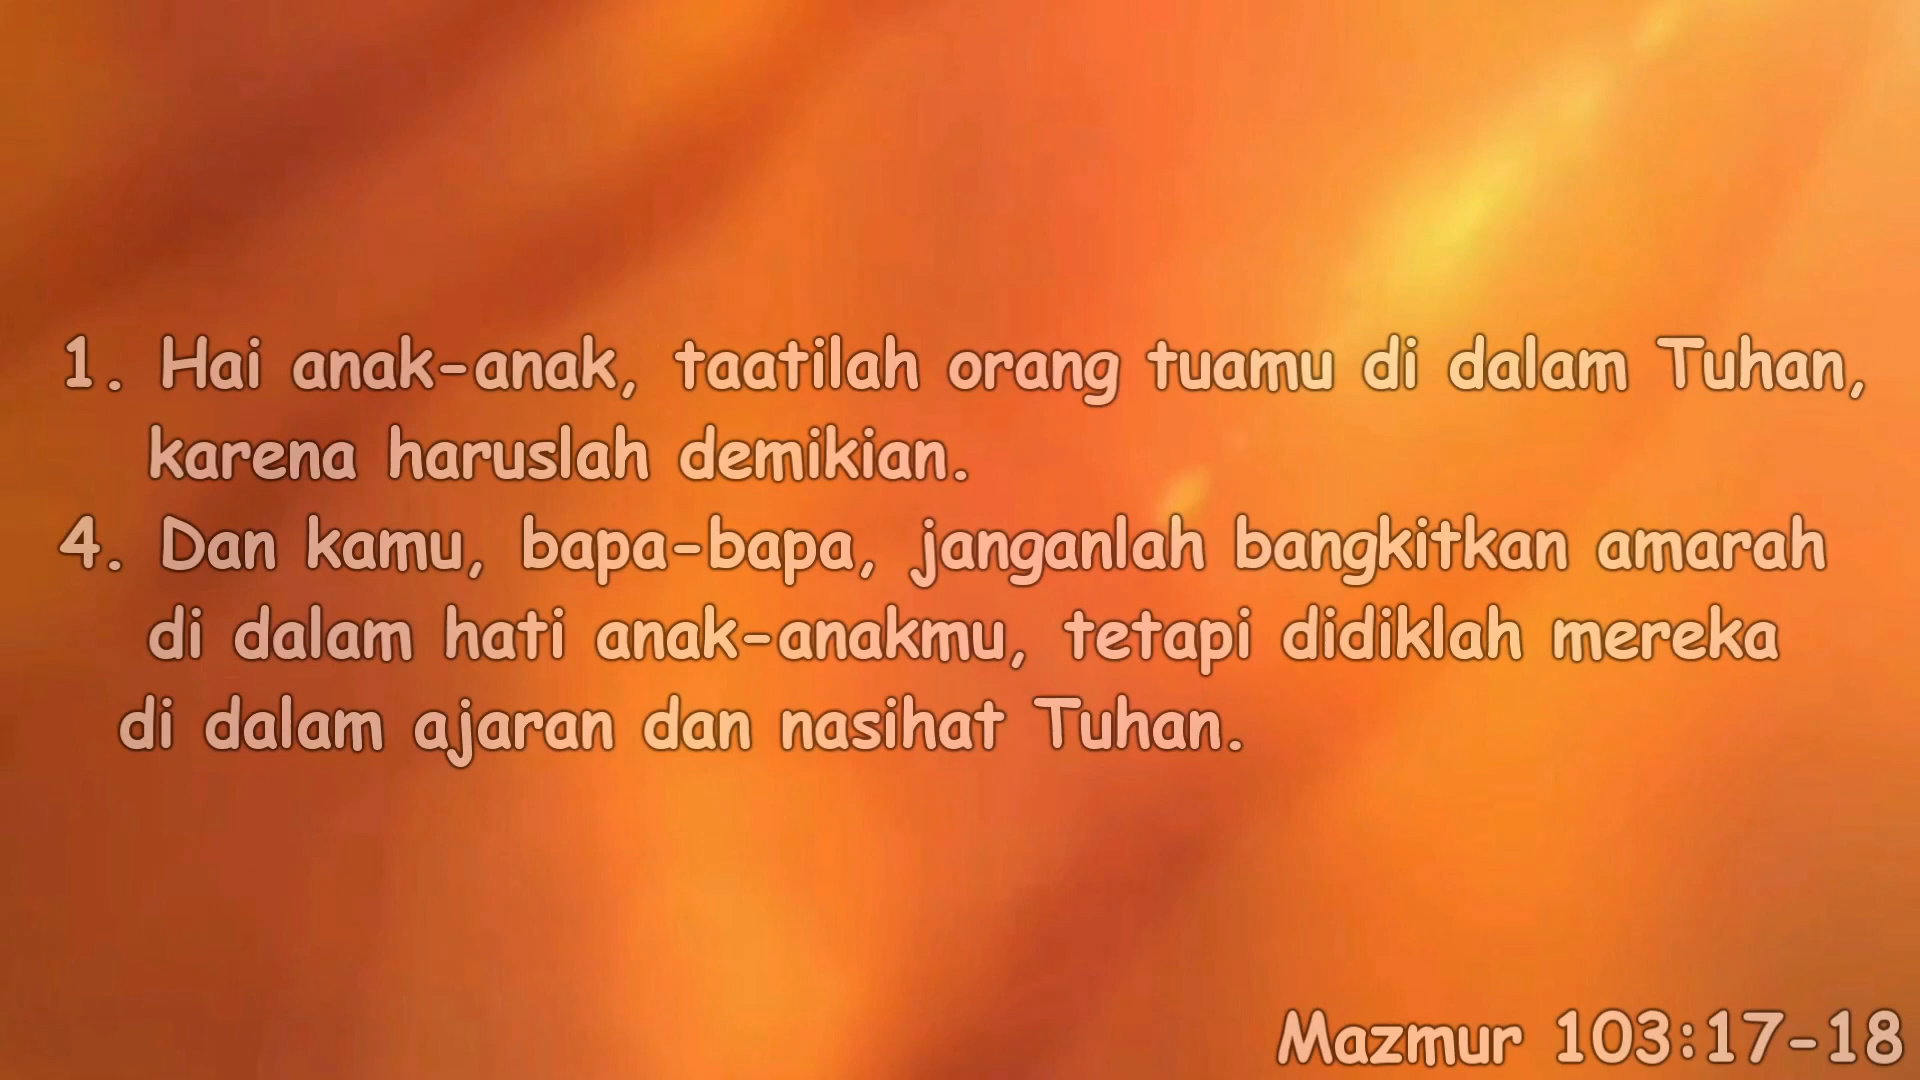 1. Hai anak-anak, taatilah orang tuamu di dalam Tuhan,
karena haruslah demikian.
4. Dan kamu, bapa-bapa, janganlah bangkitkan amarah
di dalam hati anak-anakmu, tetapi didiklah mereka
di dalam ajaran dan nasihat Tuhan.
Mazmur 103:17-18